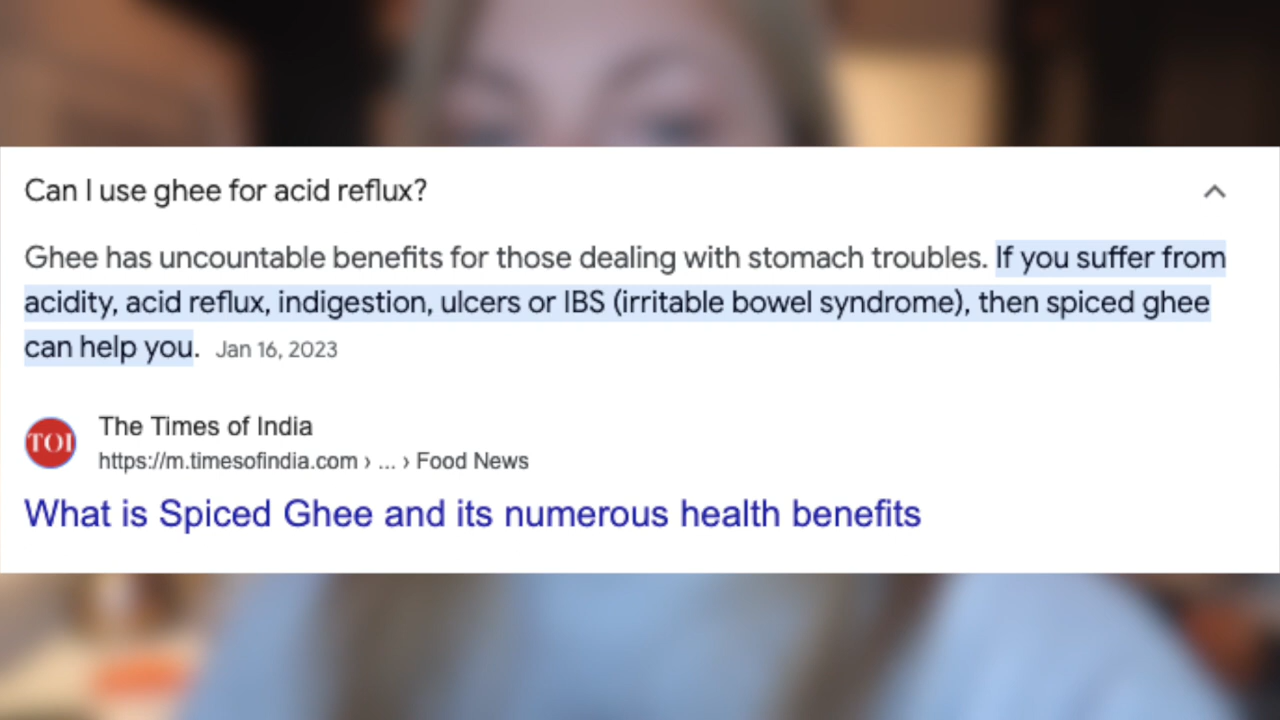 Can I use ghee for acid reflux?
Ghee has uncountable benefits for those dealing with stomach troubles. If you suffer from
acidity, acid reflux, indigestion, ulcers or IBS (irritable bowel syndrome), then spiced ghee
can help you. Jan 16, 2023
TOI
The Times of India
https://m.timesofindia.com › ... › Food News
What is Spiced Ghee and its numerous health benefits